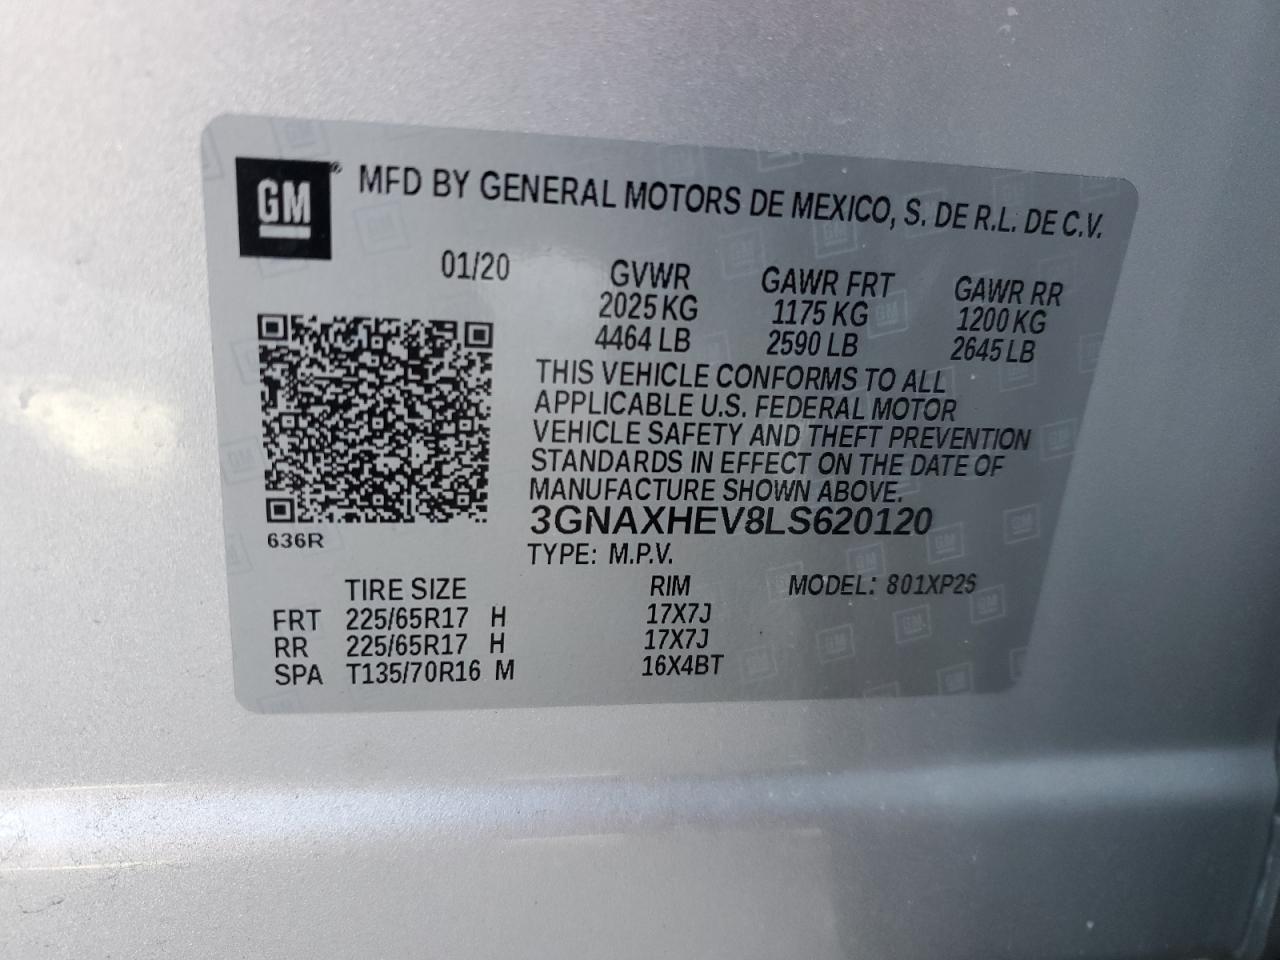 GM
MFD BY GENERAL MOTORS DE MEXICO, S. DE R.L. DE C.V.
01/20
GVWR
2025 KG
4464 LB
GAWR FRT
1175 KG
2590 LB
GAWR RR
1200 KG
2645 LB
THIS VEHICLE CONFORMS TO ALL
APPLICABLE U.S. FEDERAL MOTOR
VEHICLE SAFETY AND THEFT PREVENTION
STANDARDS IN EFFECT ON THE DATE OF
MANUFACTURE SHOWN ABOVE.
3GNAXHEV8LS620120
636R
TYPE: M.P.V.
TIRE SIZE RIM MODEL: 801XP26
FRT 225/65R17 H 17X7J
RR 225/65R17 H 17X7J
SPA T135/70R16 M 16X4BT